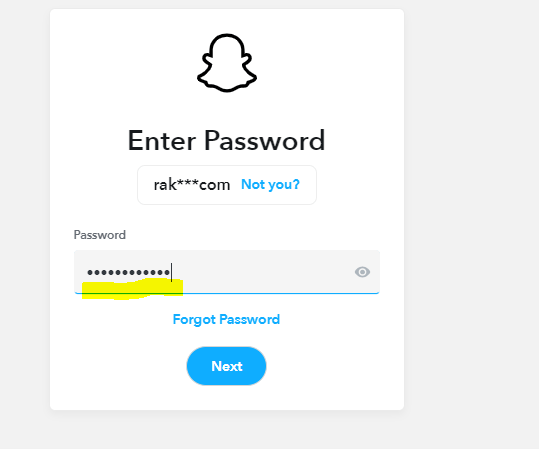 Enter Password
rak***com Not you?
Password
••••••••••••
Forgot Password
Next